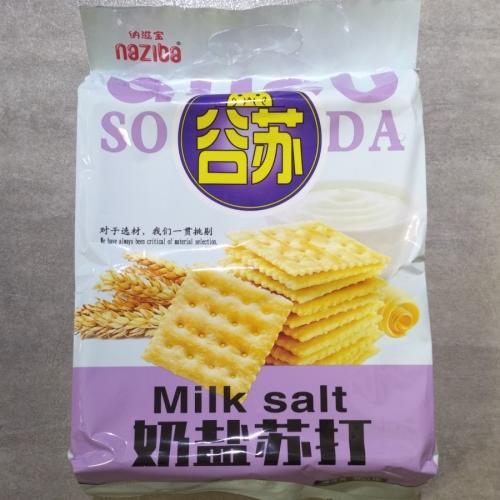 纳滋宝
naziba
SO DA
谷苏
对于选材,我们一贯挑剔
We have always been critical of material selection.
Milk salt
奶盐苏打